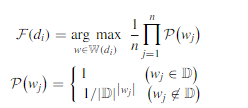 F(d_i) = arg max_{w∈𝕎(d_i)} 1/n ∏_{j=1}^{n} P(w_j)
P(w_j) = { 1 (w_j ∈ 𝔻)
1/|𝔻|^{|w_j|} (w_j ∉ 𝔻)